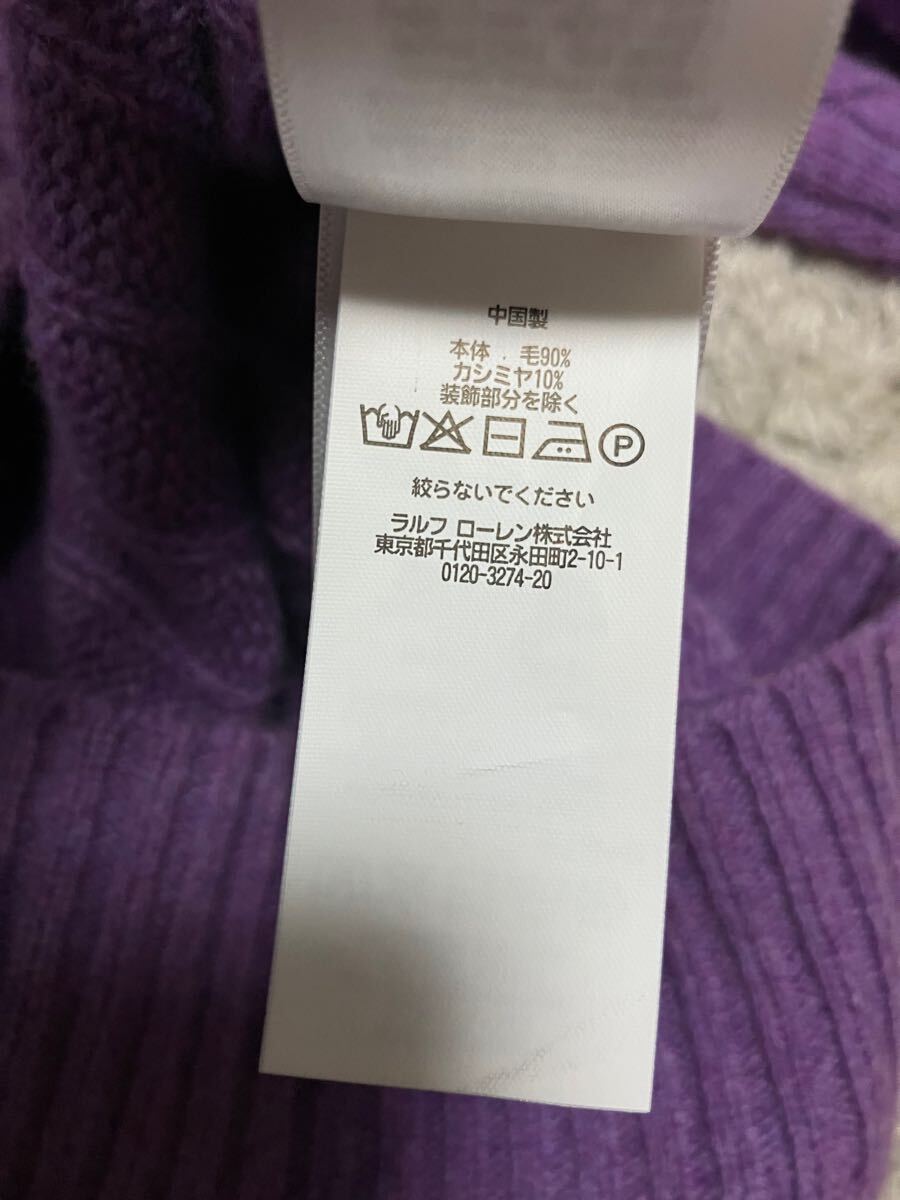 中国製
本体 . 毛90%
カシミヤ10%
装飾部分を除く
P
絞らないでください
ラルフ ローレン株式会社
東京都千代田区永田町2-10-1
0120-3274-20